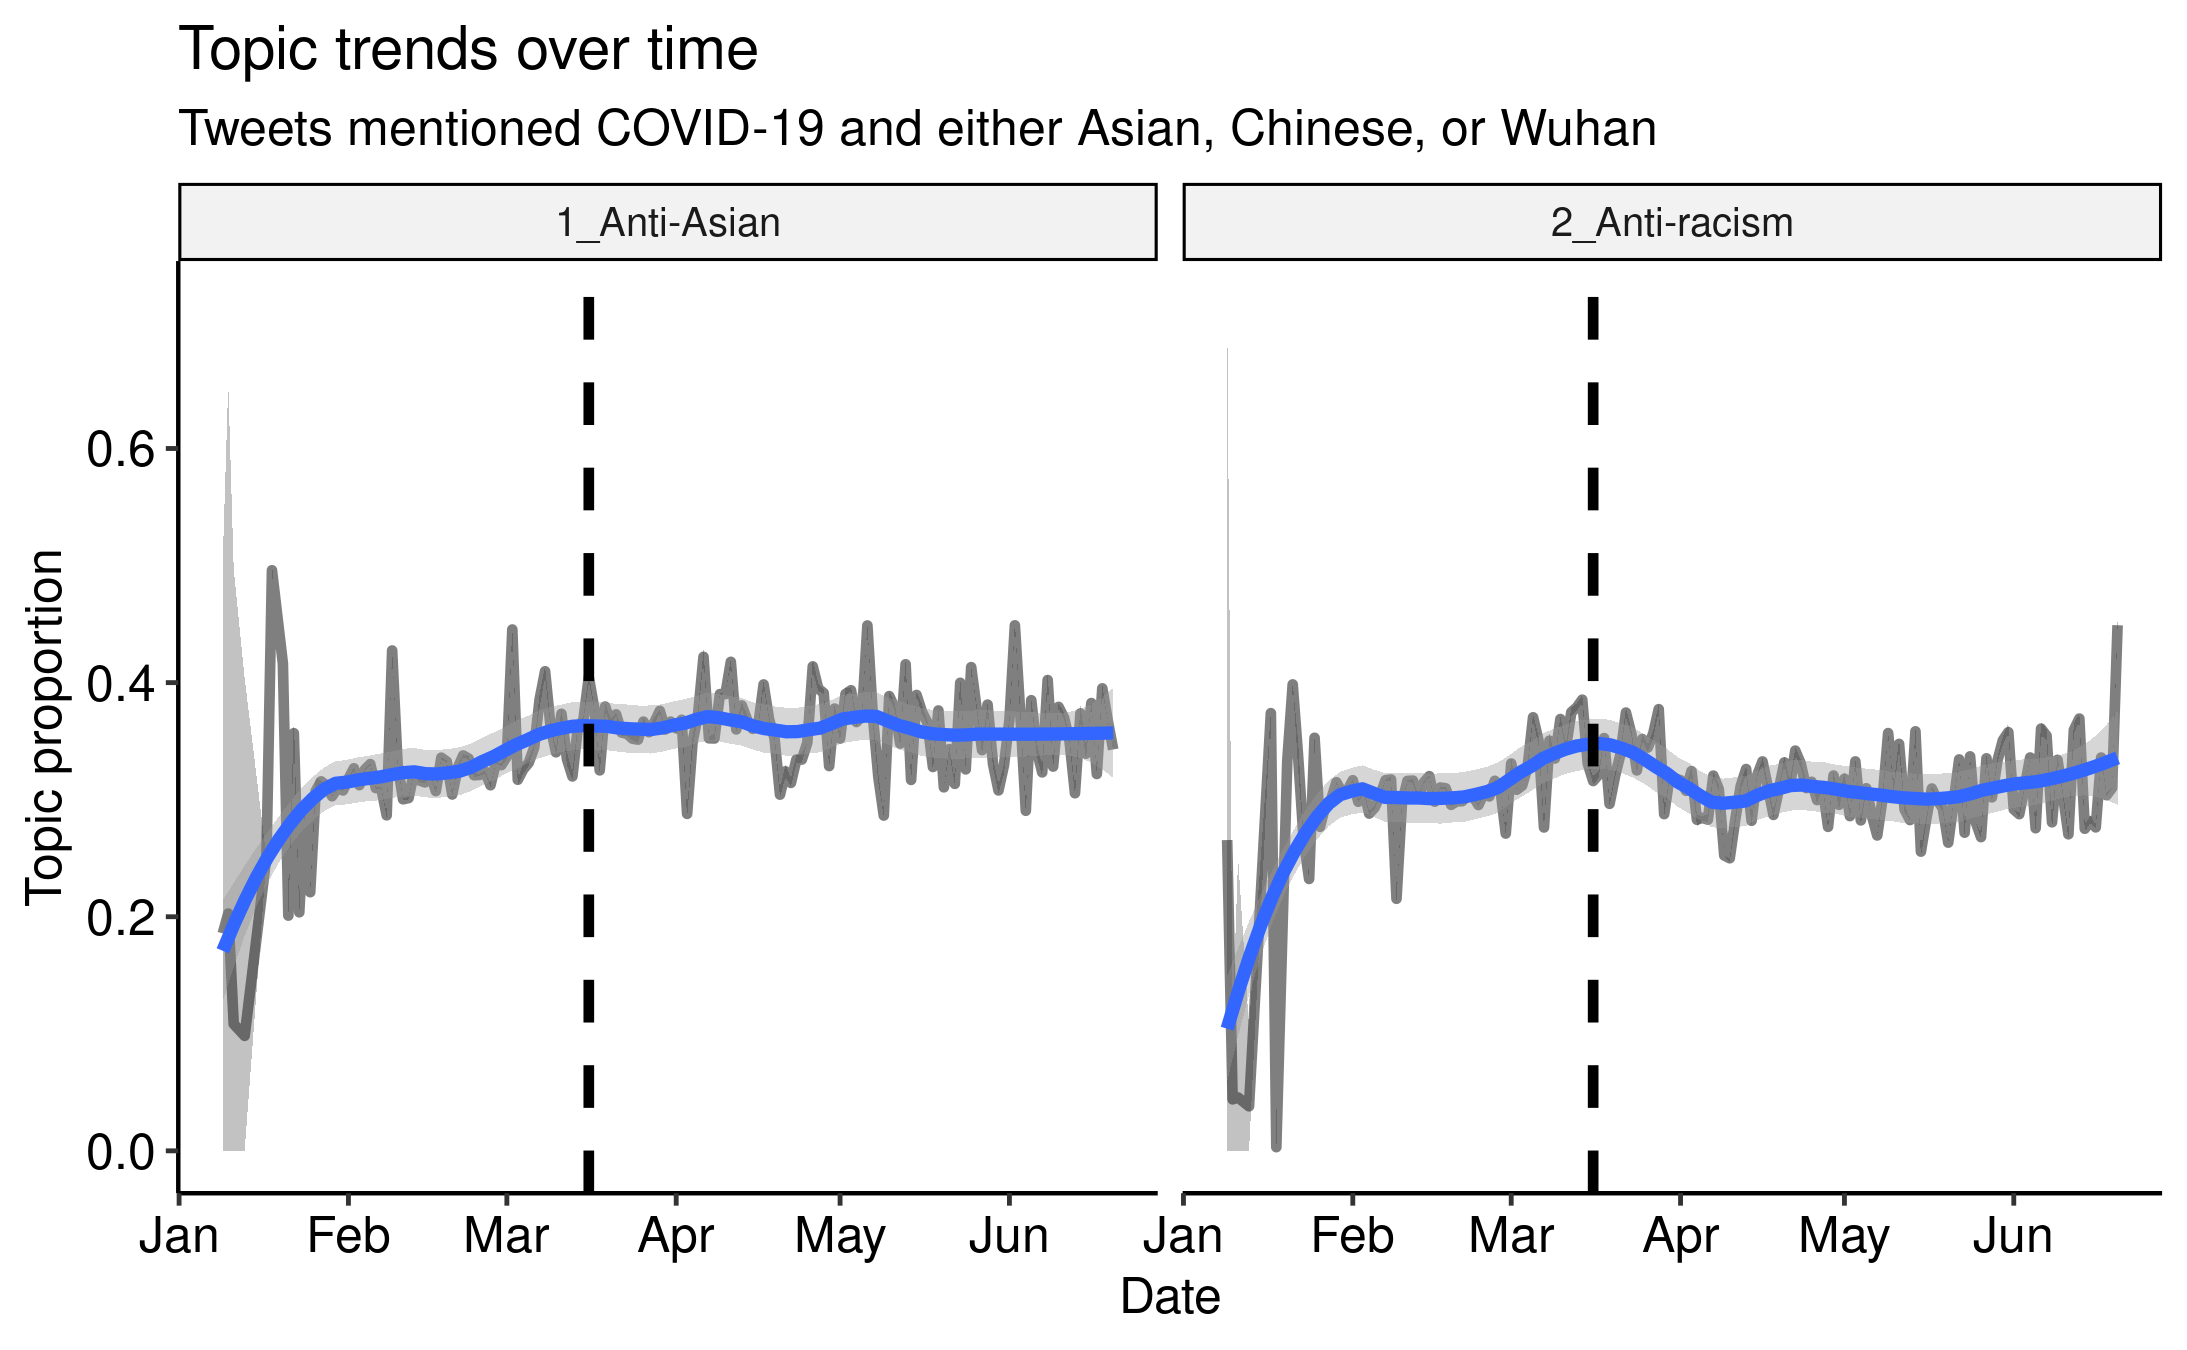 Topic trends over time
Tweets mentioned COVID-19 and either Asian, Chinese, or Wuhan
1_Anti-Asian
2_Anti-racism
Topic proportion
0.6
0.4
0.2
0.0
Jan Feb Mar Apr May Jun
Jan Feb Mar Apr May Jun
Date